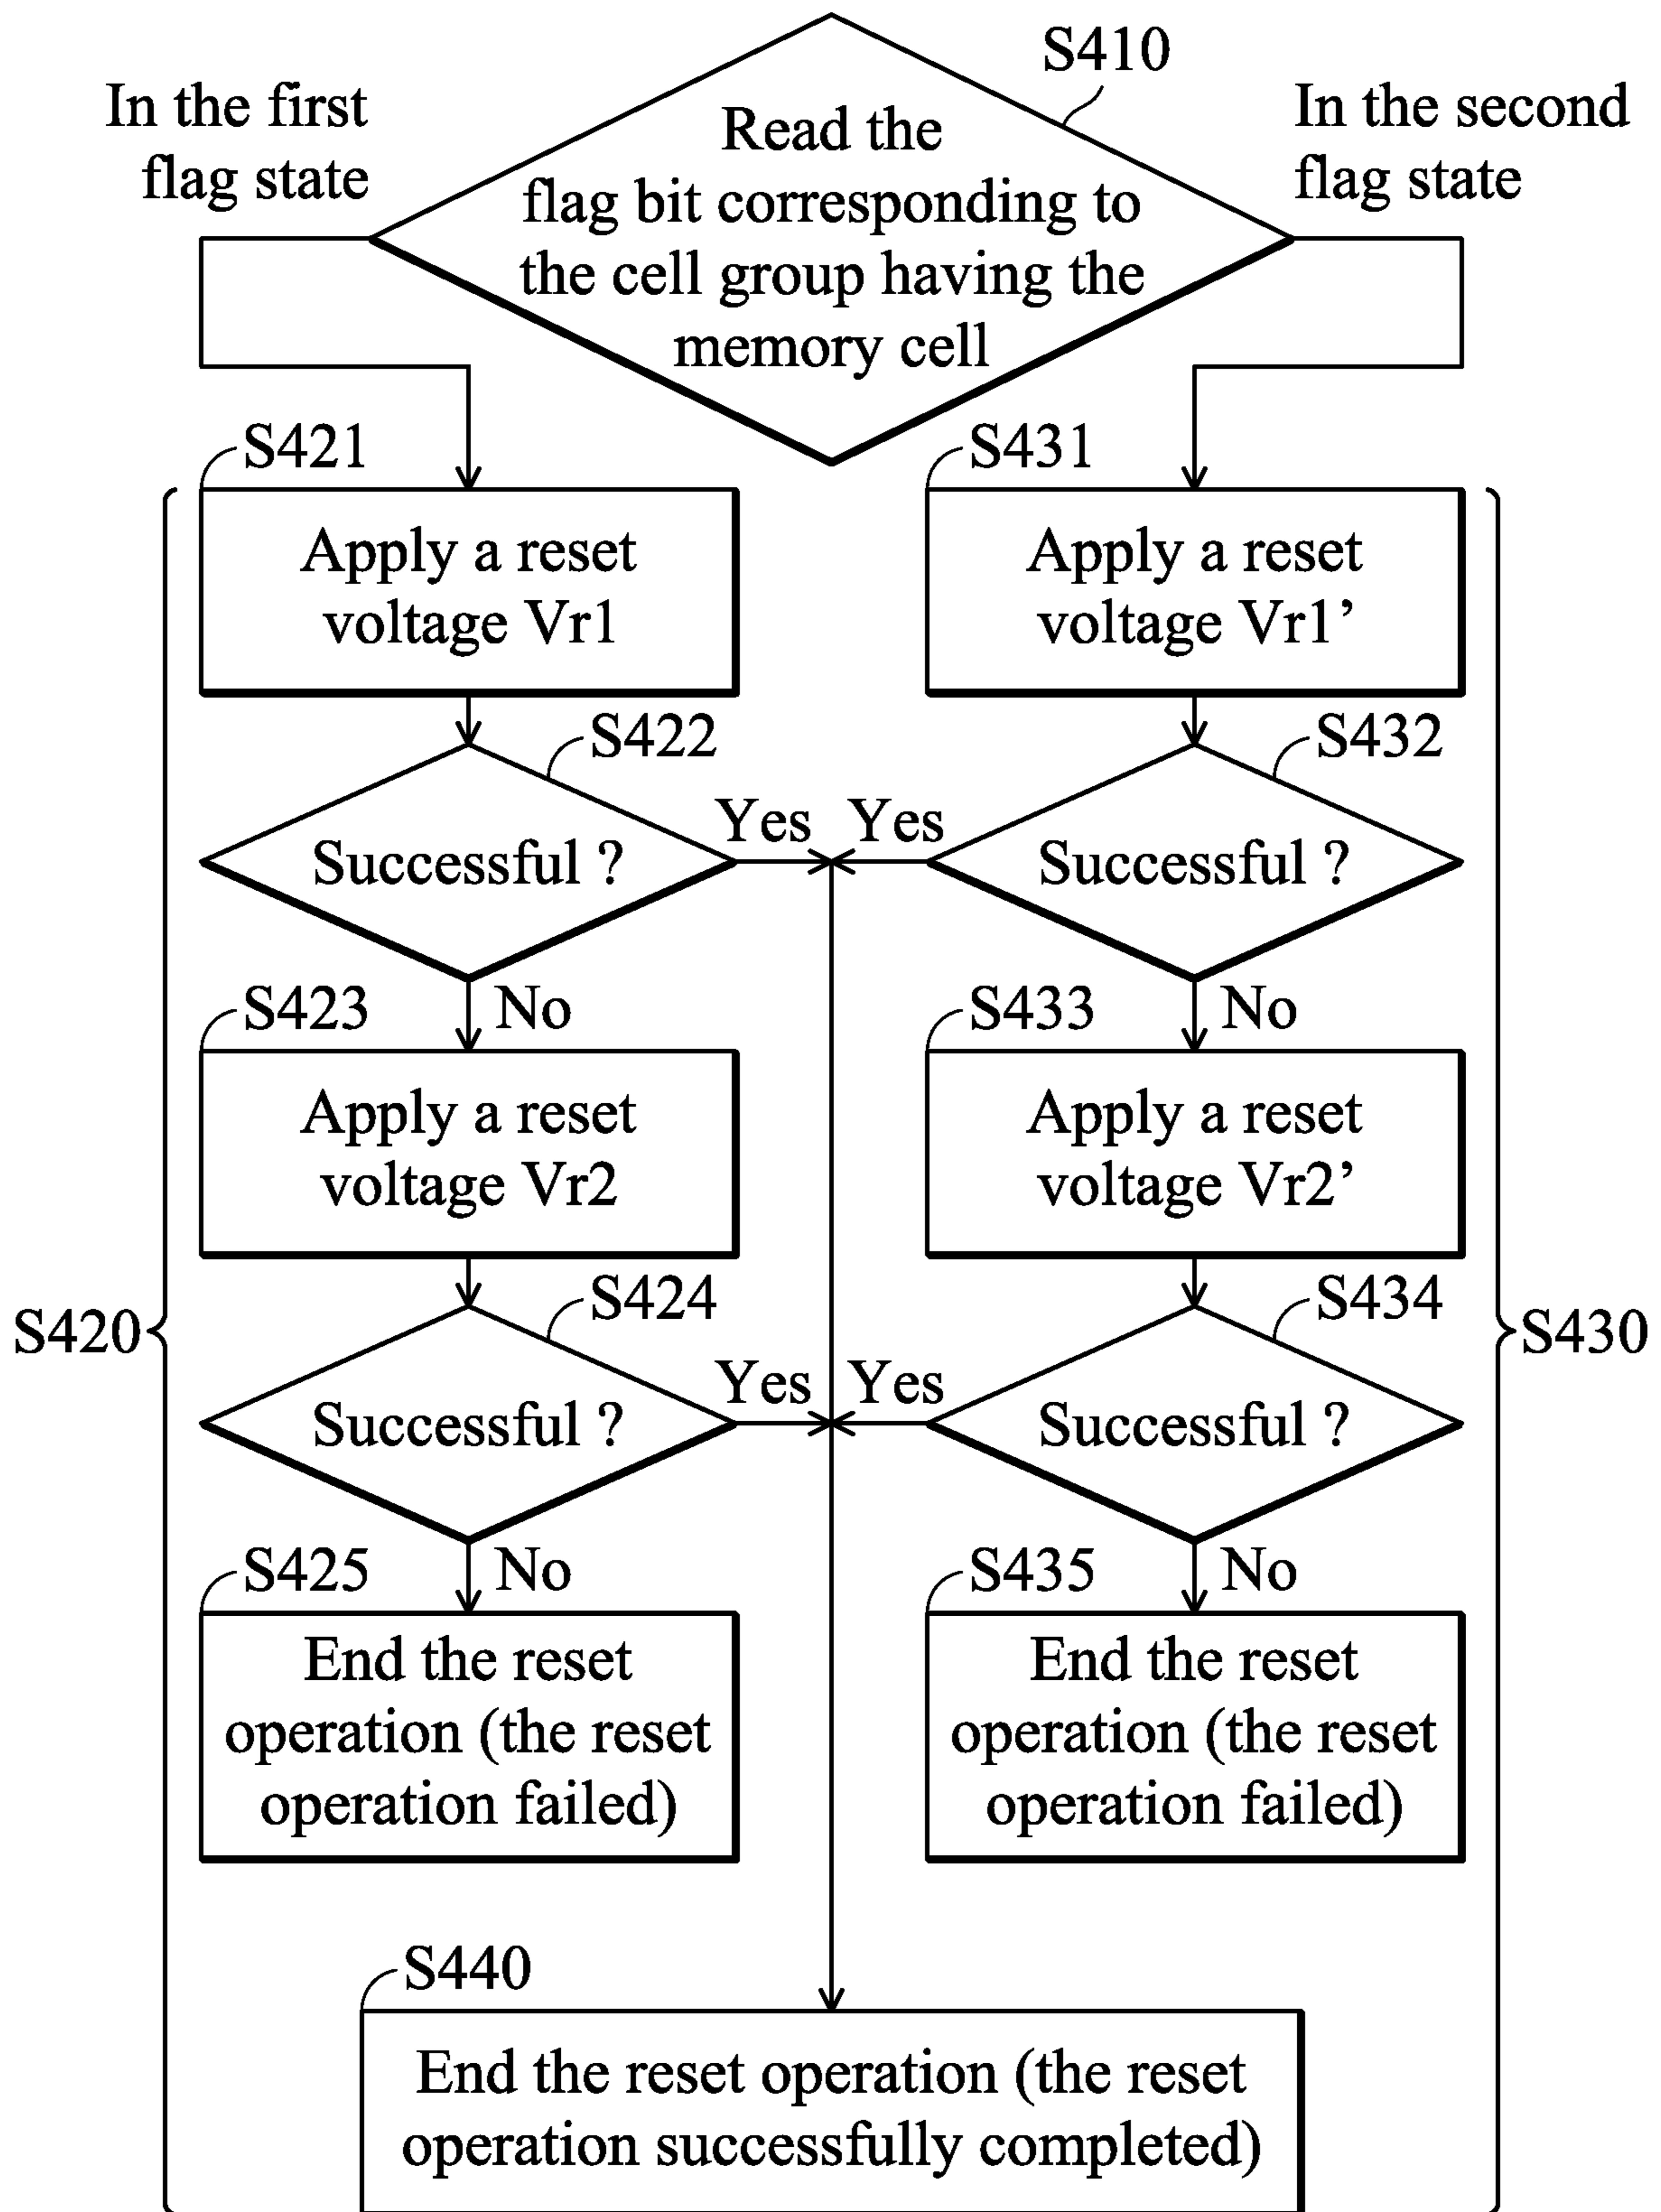 S410
In the first
flag state
Read the
flag bit corresponding to
the cell group having the
memory cell
In the second
flag state
S421
Apply a reset
voltage Vr1
S431
Apply a reset
voltage Vr1’
S422
Successful ?
Yes
Yes
S432
Successful ?
No
No
S423
Apply a reset
voltage Vr2
S433
Apply a reset
voltage Vr2’
S420
S424
Successful ?
Yes
Yes
S434
Successful ?
S430
No
No
S425
End the reset
operation (the reset
operation failed)
S435
End the reset
operation (the reset
operation failed)
S440
End the reset operation (the reset
operation successfully completed)